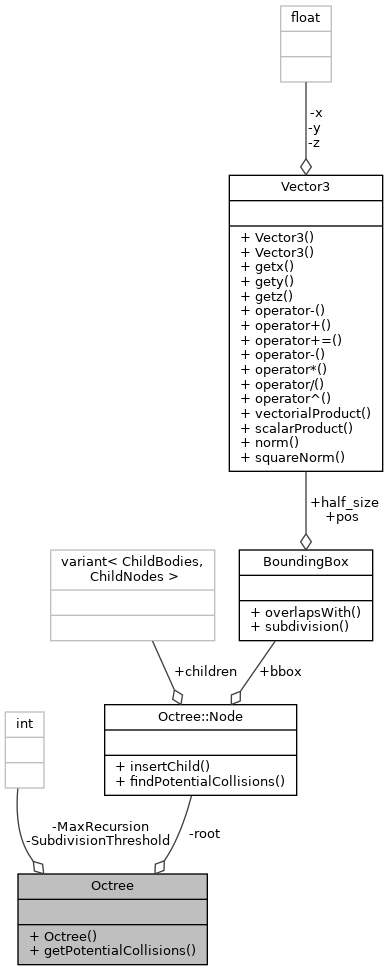 float
-x
-y
-z
Vector3
+ Vector3()
+ Vector3()
+ getx()
+ gety()
+ getz()
+ operator-()
+ operator+()
+ operator+=()
+ operator-()
+ operator*()
+ operator/()
+ operator^()
+ vectorialProduct()
+ scalarProduct()
+ norm()
+ squareNorm()
+half_size
+pos
variant< ChildBodies,
ChildNodes >
BoundingBox
+ overlapsWith()
+ subdivision()
+children
+bbox
int
Octree::Node
+ insertChild()
+ findPotentialCollisions()
-MaxRecursion
-SubdivisionThreshold
-root
Octree
+ Octree()
+ getPotentialCollisions()